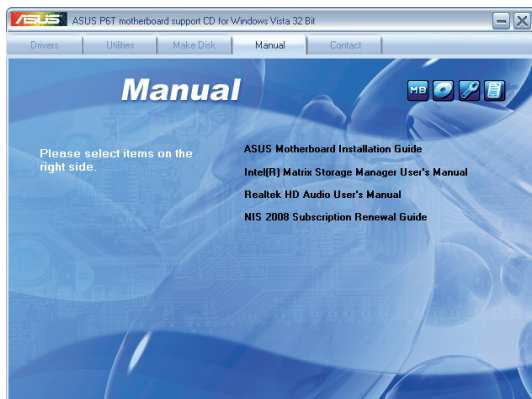 ASUS ASUS P6T motherboard support CD for Windows Vista 32 Bit
Drivers Utilities Make Disk Manual Contact
Manual
MB
Please select items on the
right side.
ASUS Motherboard Installation Guide
Intel(R) Matrix Storage Manager User's Manual
Realtek HD Audio User's Manual
NIS 2008 Subscription Renewal Guide